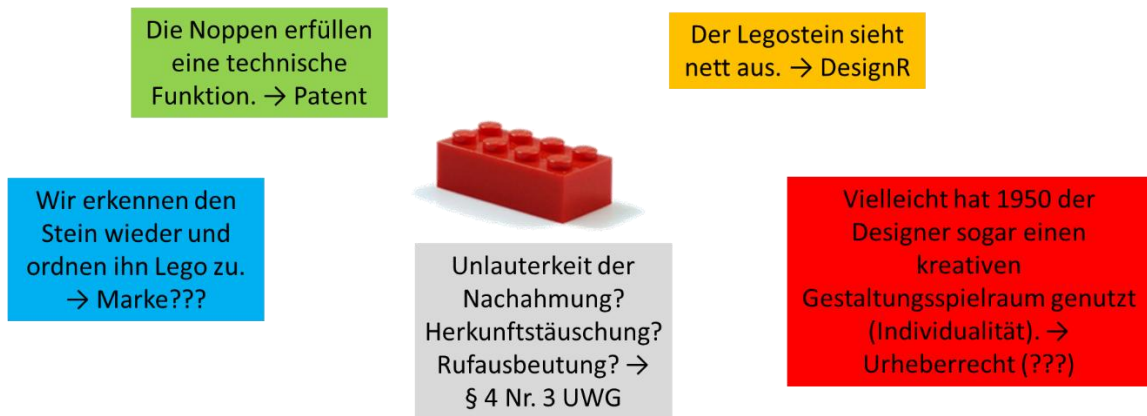 Die Noppen erfüllen
eine technische
Funktion. → Patent
Der Legostein sieht
nett aus. → DesignR
Wir erkennen den
Stein wieder und
ordnen ihn Lego zu.
→ Marke???
Unlauterkeit der
Nachahmung?
Herkunftstäuschung?
Rufausbeutung? →
§ 4 Nr. 3 UWG
Vielleicht hat 1950 der
Designer sogar einen
kreativen
Gestaltungsspielraum genutzt
(Individualität). →
Urheberrecht (???)